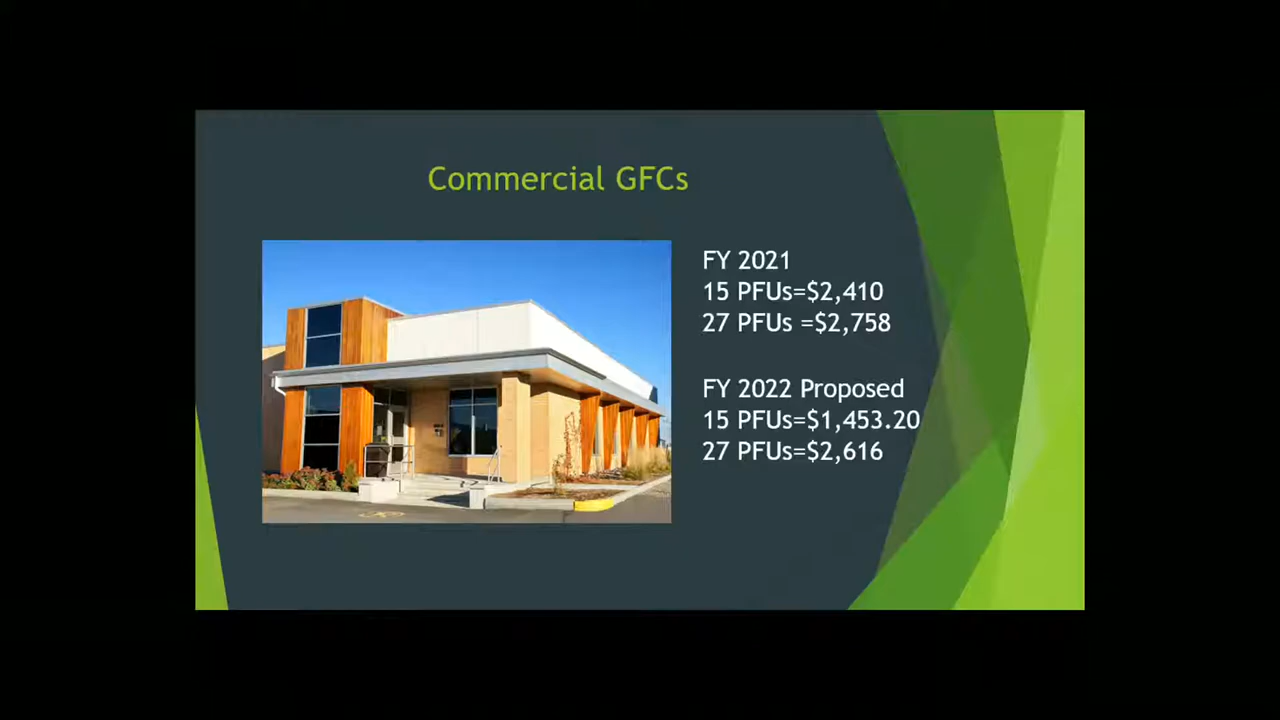 Commercial GFCs
FY 2021
15 PFUs=$2,410
27 PFUs =$2,758
FY 2022 Proposed
15 PFUs=$1,453.20
27 PFUs=$2,616